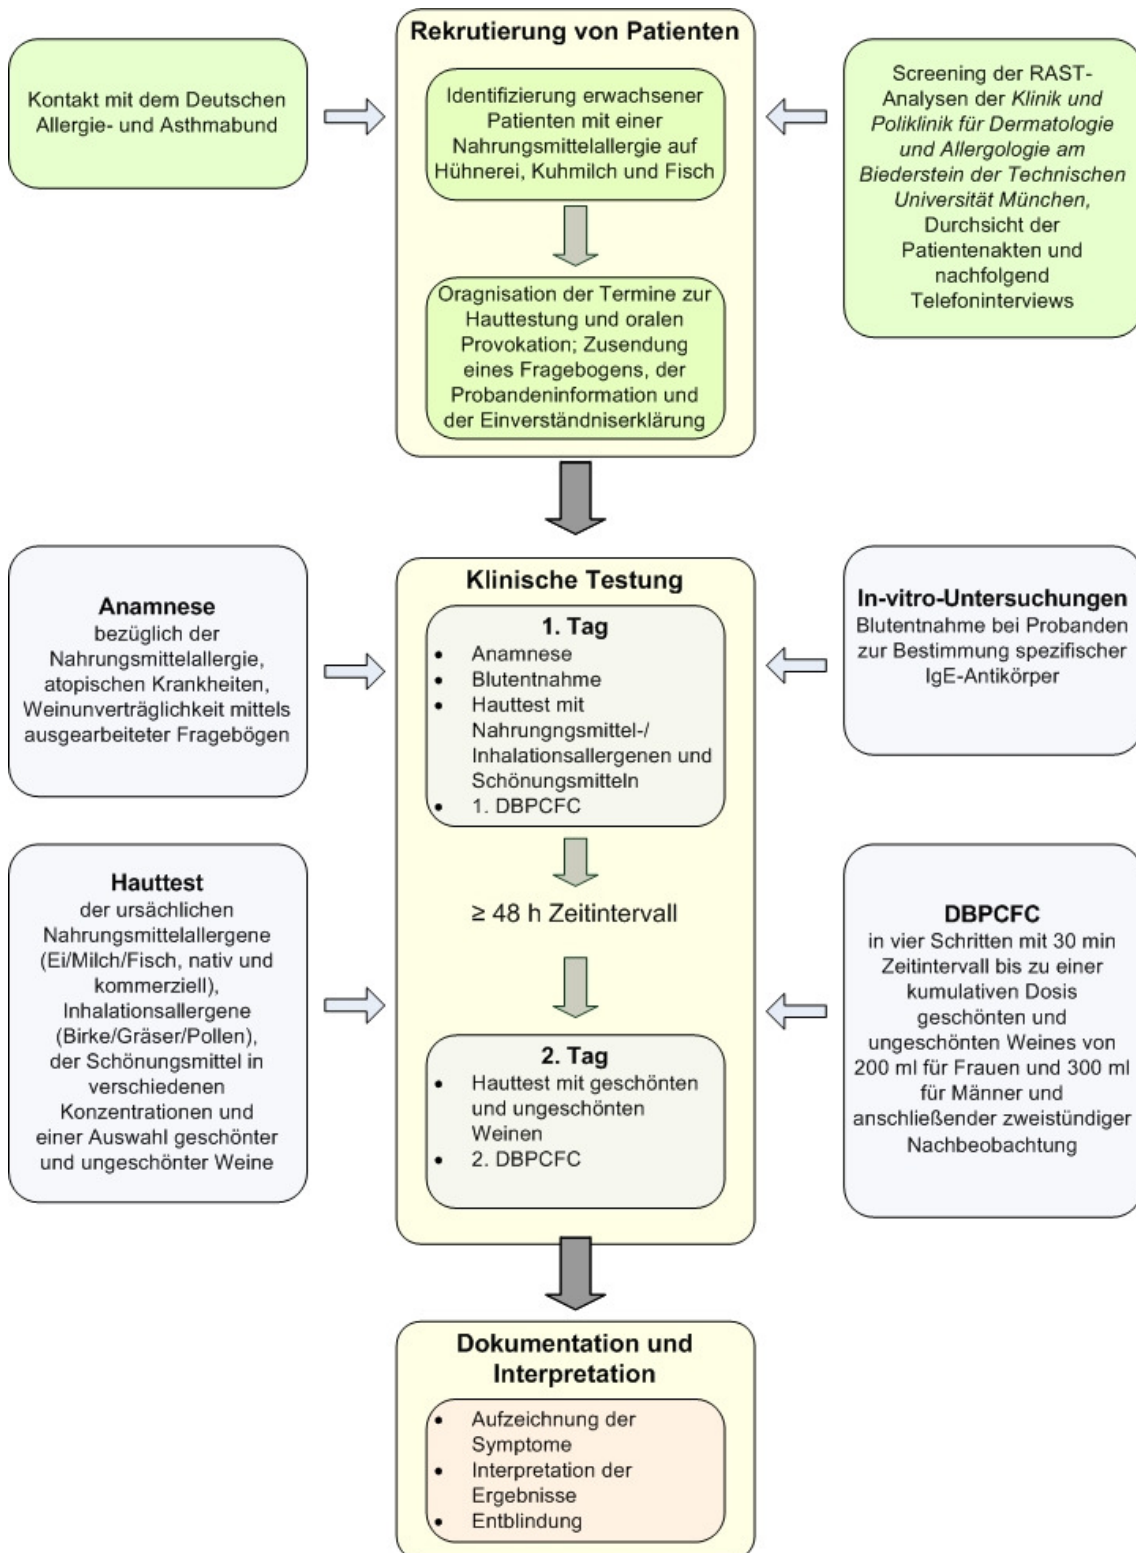 Rekrutierung von Patienten
Kontakt mit dem Deutschen
Allergie- und Asthmabund
Identifizierung erwachsener
Patienten mit einer
Nahrungsmittelallergie auf
Hühnerei, Kuhmilch und Fisch
Screening der RAST-
Analysen der Klinik und
Poliklinik für Dermatologie
und Allergologie am
Biederstein der Technischen
Universität München,
Durchsicht der
Patientenakten und
nachfolgend
Telefoninterviews
Oragnisation der Termine zur
Hauttestung und oralen
Provokation; Zusendung
eines Fragebogens, der
Probandeninformation und
der Einverständniserklärung
Klinische Testung
Anamnese
bezüglich der
Nahrungsmittelallergie,
atopischen Krankheiten,
Weinunverträglichkeit mittels
ausgearbeiteter Fragebögen
1. Tag
• Anamnese
• Blutentnahme
• Hauttest mit
Nahrungngsmittel-/
Inhalationsallergenen und
Schönungsmitteln
• 1. DBPCFC
In-vitro-Untersuchungen
Blutentnahme bei Probanden
zur Bestimmung spezifischer
IgE-Antikörper
≥ 48 h Zeitintervall
Hauttest
der ursächlichen
Nahrungsmittelallergene
(Ei/Milch/Fisch, nativ und
kommerziell),
Inhalationsallergene
(Birke/Gräser/Pollen),
der Schönungsmittel in
verschiedenen
Konzentrationen und
einer Auswahl geschönter
und ungeschönter Weine
2. Tag
• Hauttest mit geschönten
und ungeschönten
Weinen
• 2. DBPCFC
DBPCFC
in vier Schritten mit 30 min
Zeitintervall bis zu einer
kumulativen Dosis
geschönten und
ungeschönten Weines von
200 ml für Frauen und 300 ml
für Männer und
anschließender zweistündiger
Nachbeobachtung
Dokumentation und
Interpretation
• Aufzeichnung der
Symptome
• Interpretation der
Ergebnisse
• Entblindung